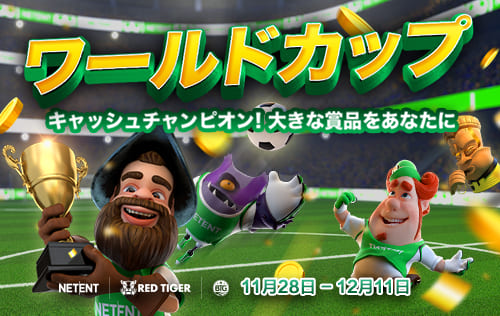 ワールドカップ
キャッシュチャンピオン! 大きな賞品をあなたに
NETENT
NETENT
RED TIGER
BTG
11月28日 – 12月11日